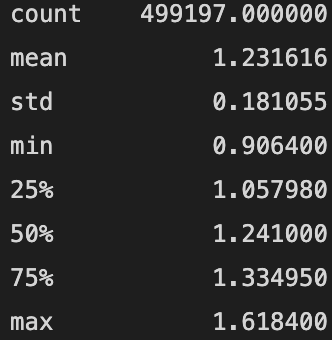 count 499197.000000
mean 1.231616
std 0.181055
min 0.906400
25% 1.057980
50% 1.241000
75% 1.334950
max 1.618400